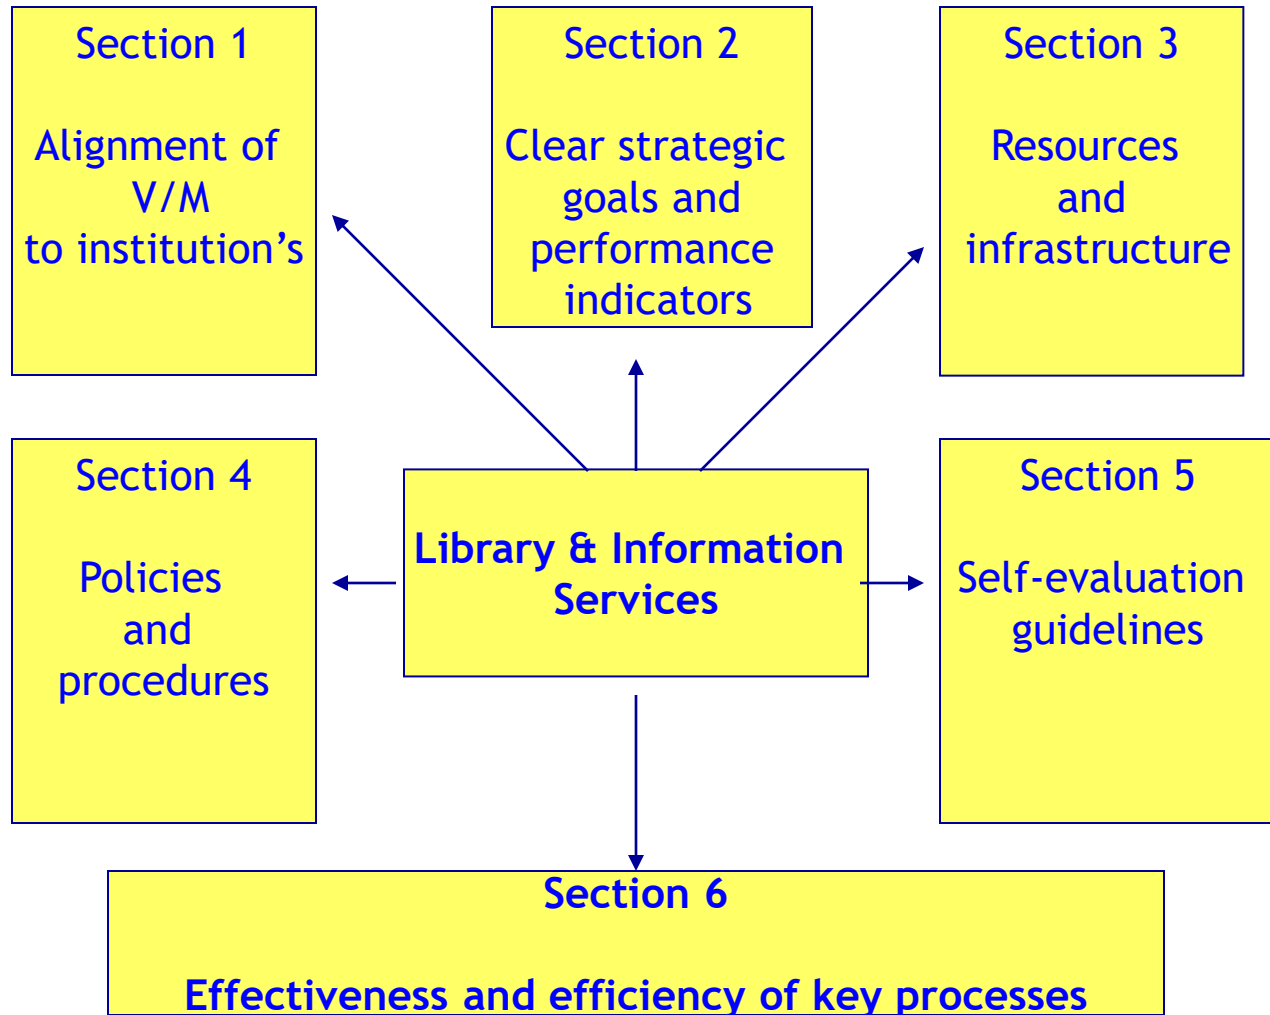 Section 1
Alignment of
V/M
to institution’s
Section 2
Clear strategic
goals and
performance
indicators
Section 3
Resources
and
infrastructure
Section 4
Policies
and
procedures
Library & Information
Services
Section 5
Self-evaluation
guidelines
Section 6
Effectiveness and efficiency of key processes